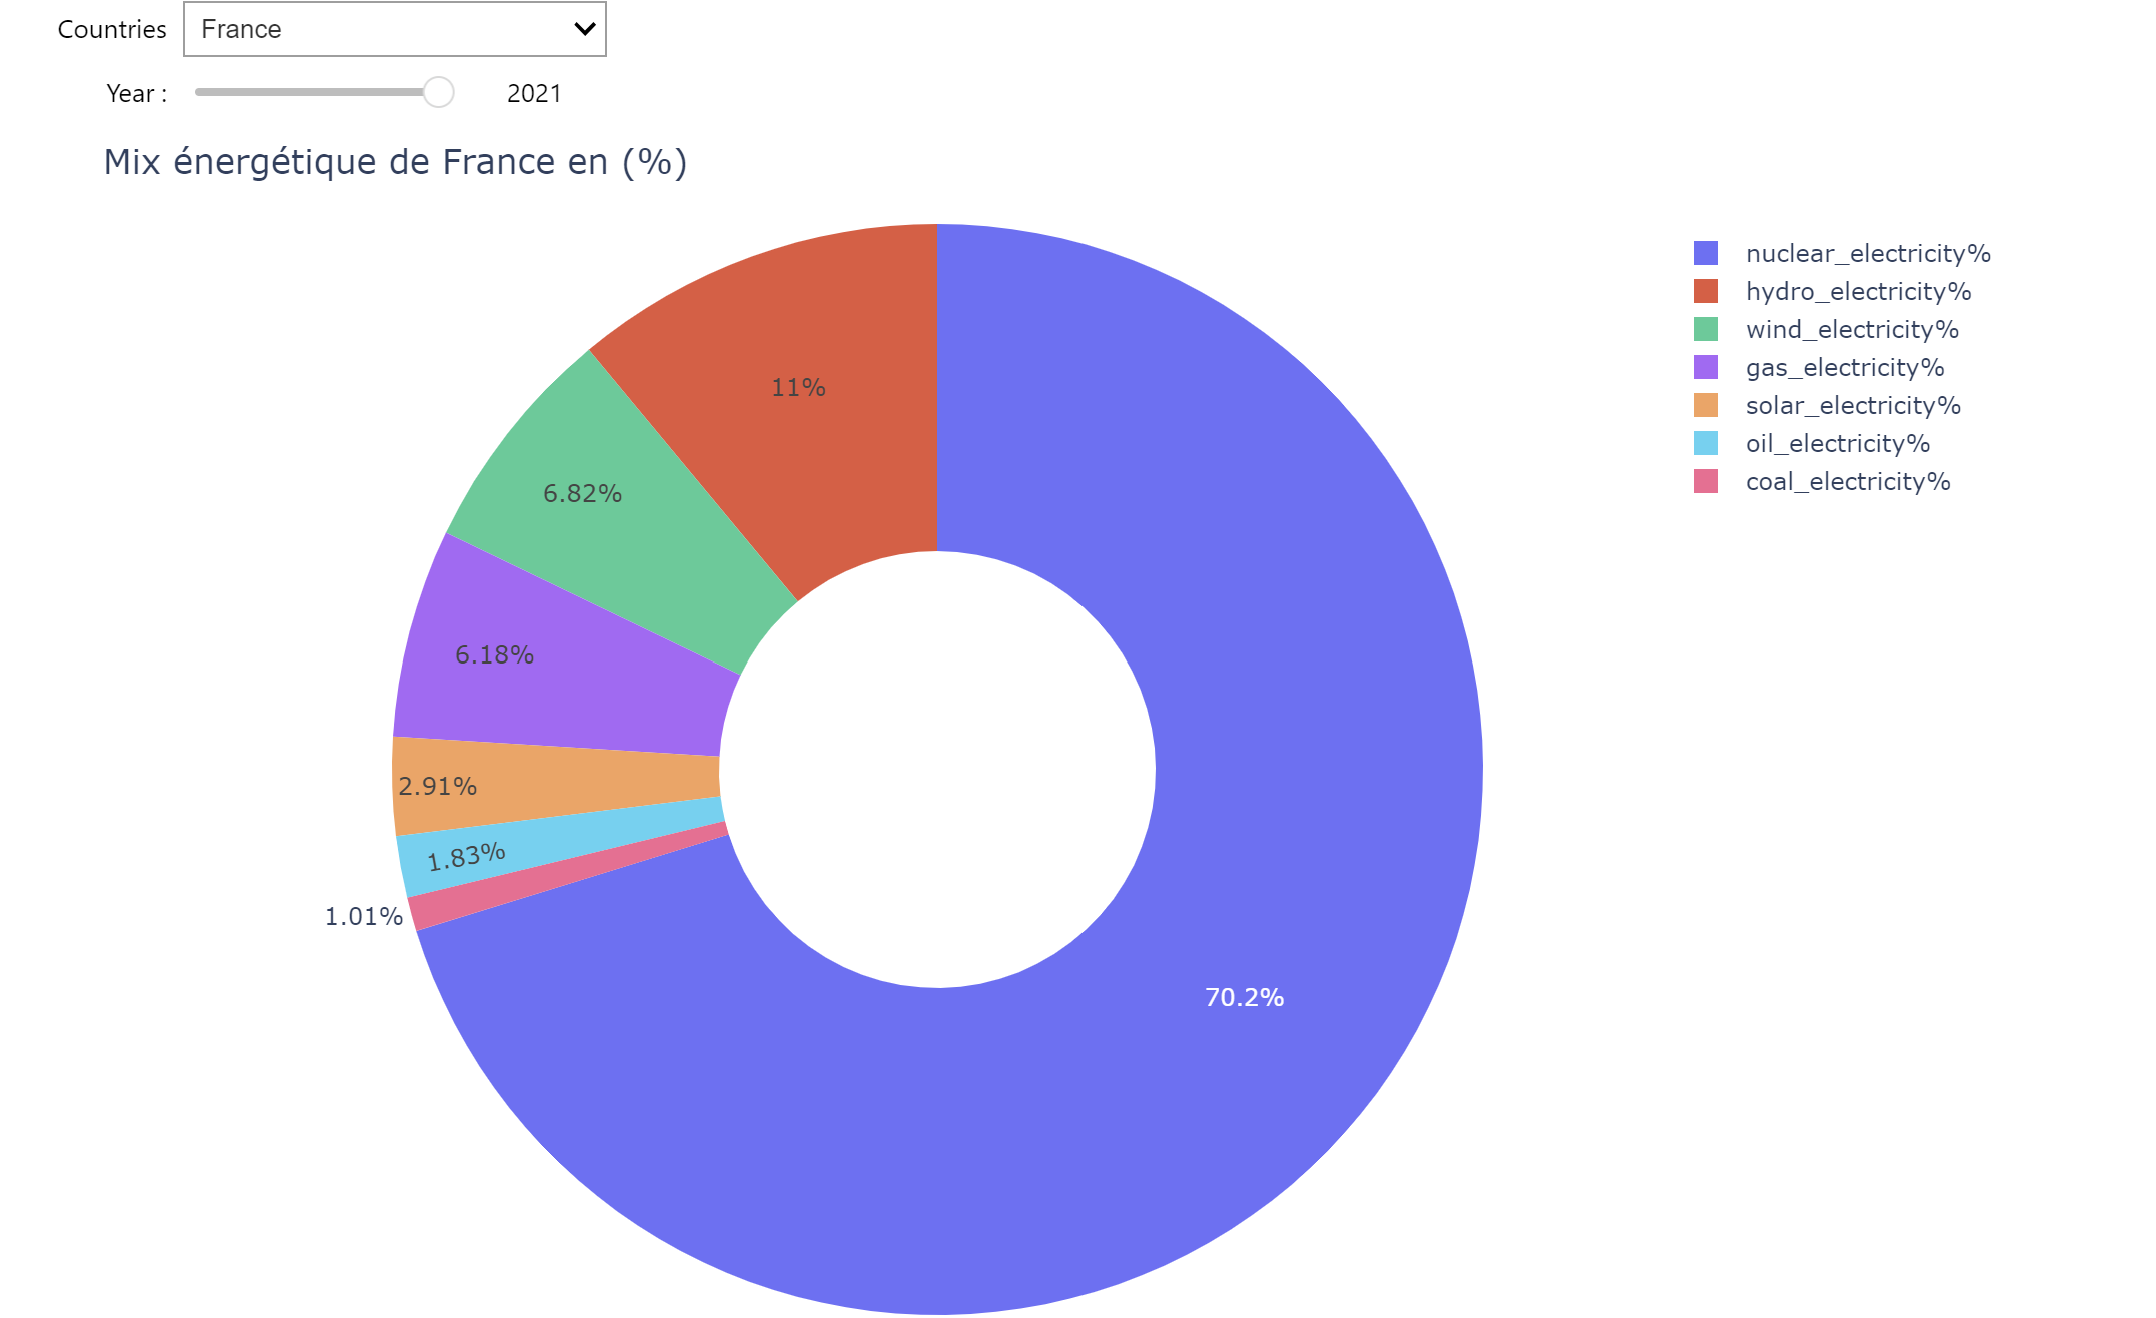 Countries France
Year : 2021
Mix énergétique de France en (%)
nuclear_electricity%
hydro_electricity%
wind_electricity%
gas_electricity%
solar_electricity%
oil_electricity%
coal_electricity%
11%
6.82%
6.18%
2.91%
1.83%
1.01%
70.2%